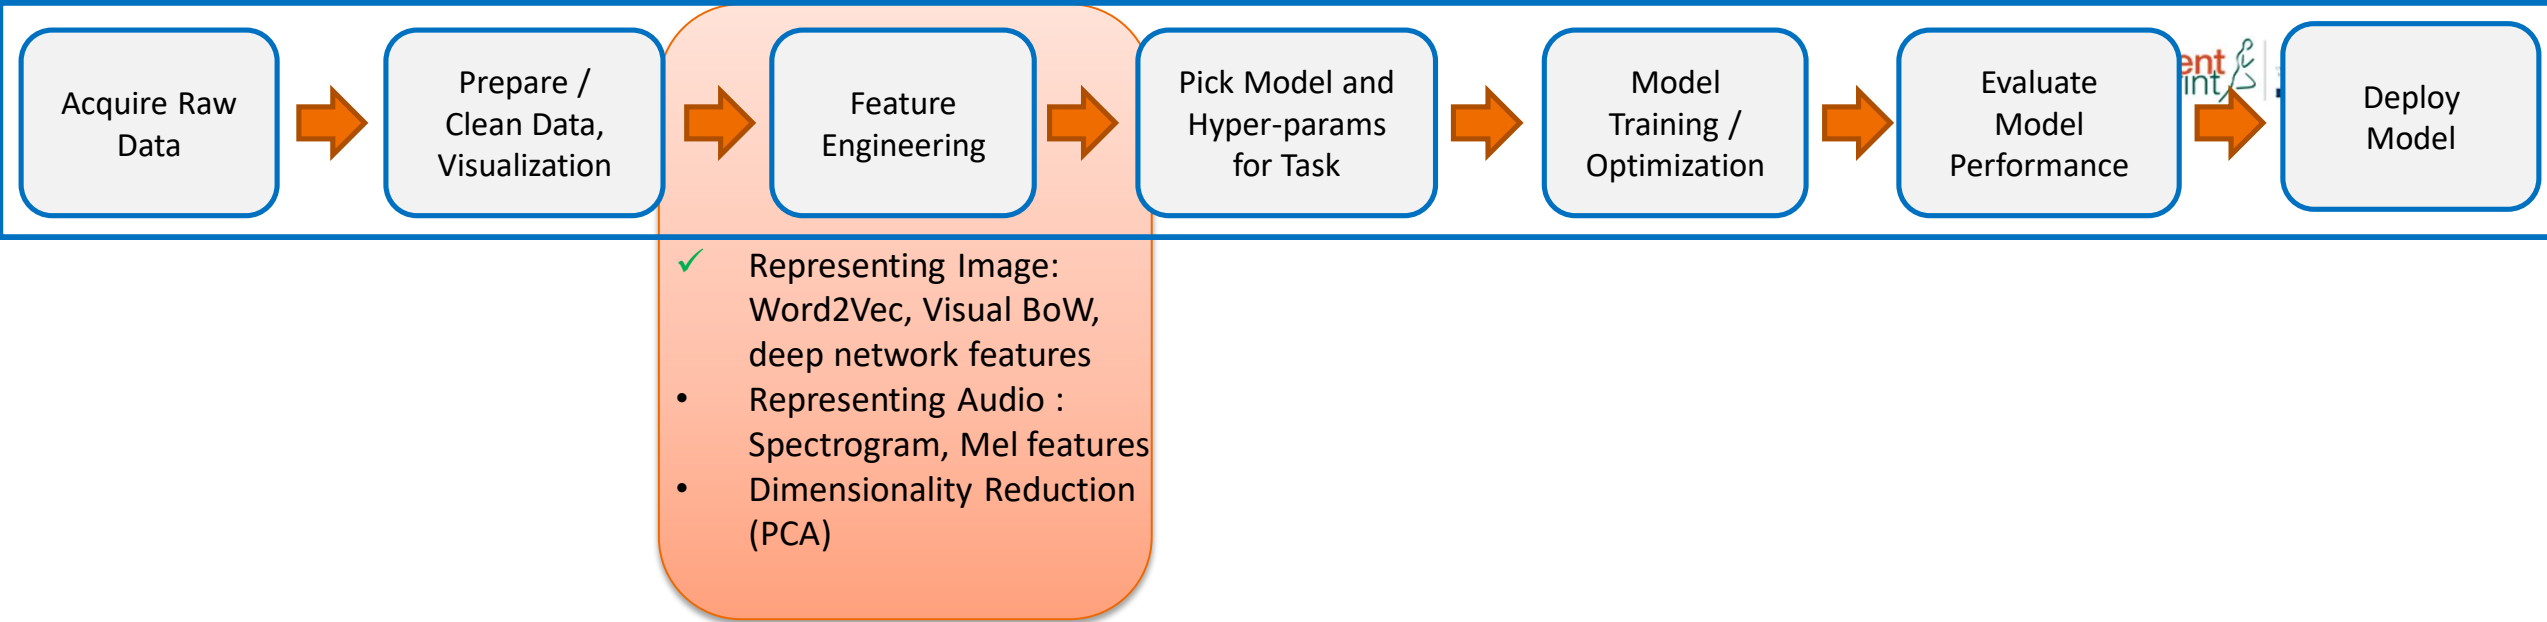 Acquire Raw
Data
Prepare /
Clean Data,
Visualization
Feature
Engineering
Pick Model and
Hyper-params
for Task
Model
Training /
Optimization
Evaluate
Model
Performance
Deploy
Model
✓ Representing Image:
Word2Vec, Visual BoW,
deep network features
• Representing Audio :
Spectrogram, Mel features
• Dimensionality Reduction
(PCA)